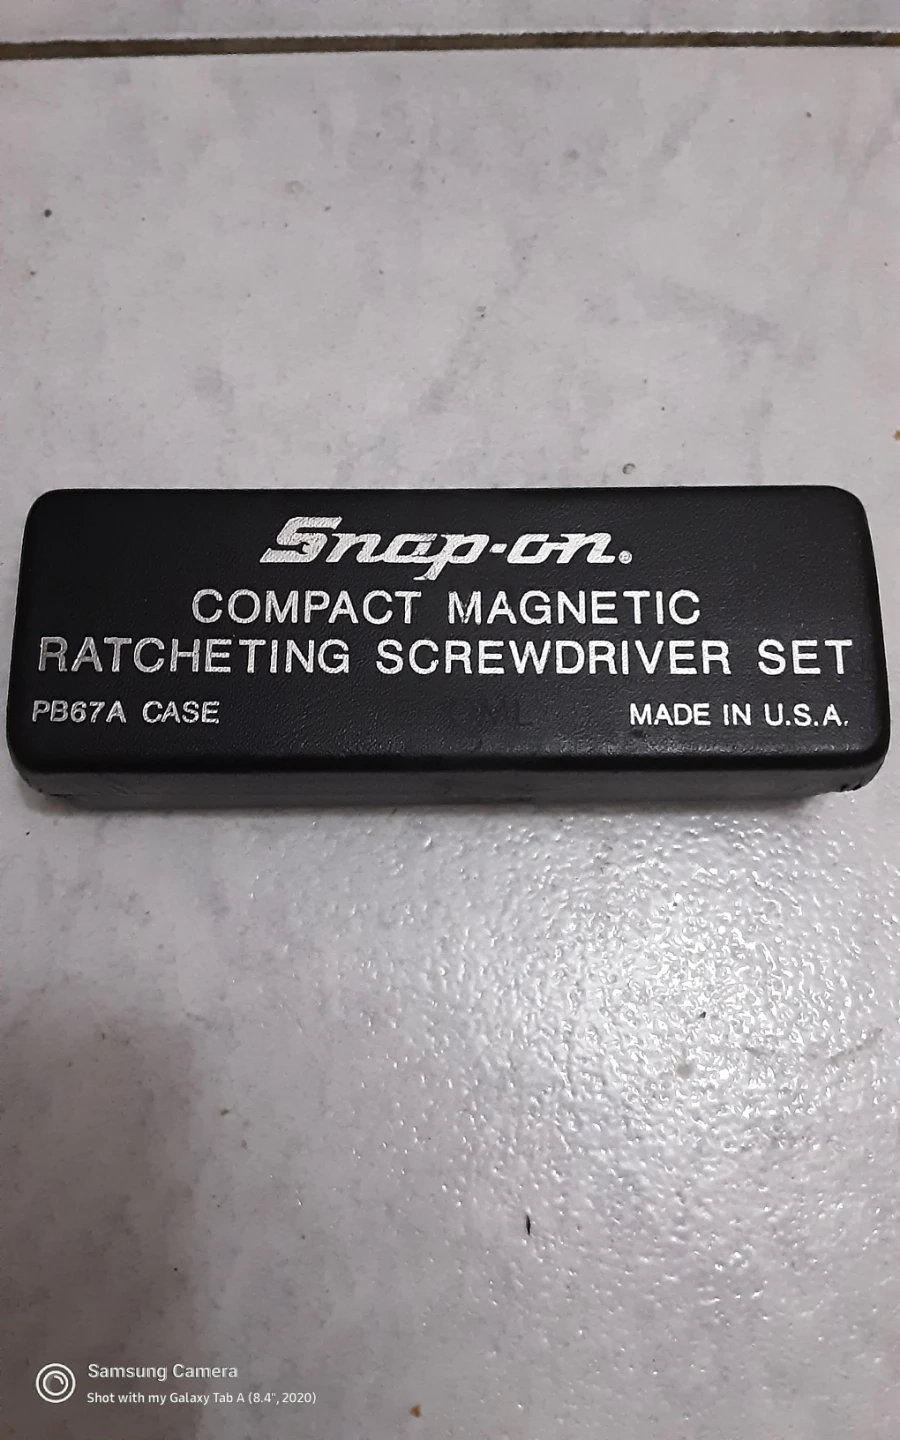 Snap-on®
COMPACT MAGNETIC
RATCHETING SCREWDRIVER SET
PB67A CASE MADE IN U.S.A.
Samsung Camera
Shot with my Galaxy Tab A (8.4", 2020)